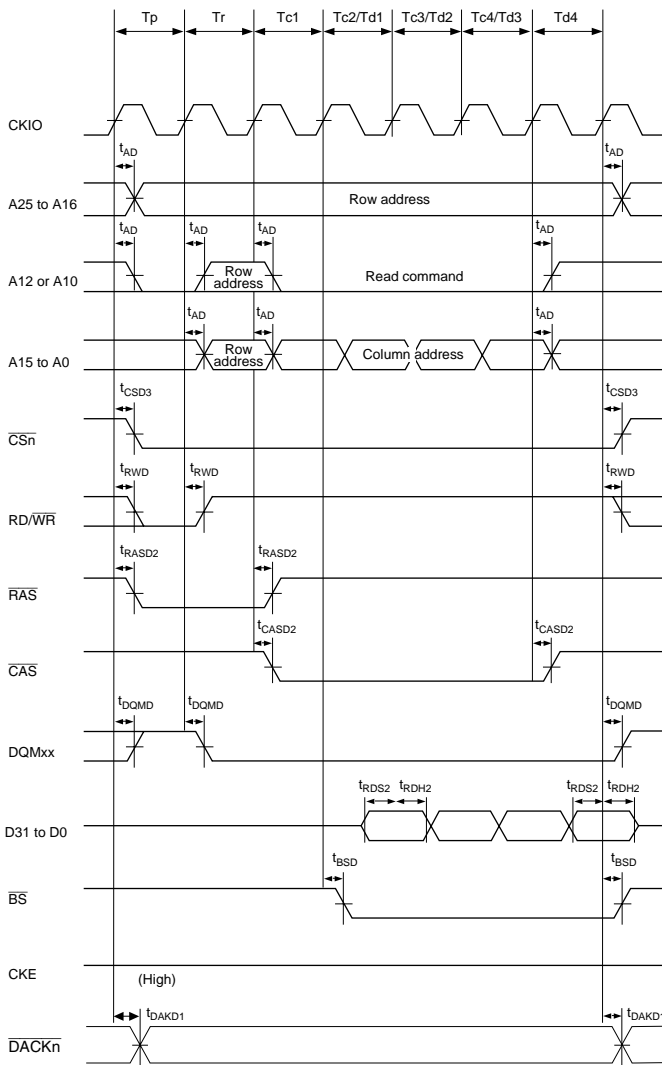 Tp Tr Tc1 Tc2/Td1 Tc3/Td2 Tc4/Td3 Td4
CKIO
tAD tAD
A25 to A16 Row address
tAD tAD tAD tAD
A12 or A10 Row address Read command
tAD tAD tAD
A15 to A0 Row address Column address
tCSD3 tCSD3
CSn
tRWD tRWD tRWD
RD/WR
tRASD2 tRASD2
RAS
tCASD2 tCASD2
CAS
tDQMD tDQMD tDQMD
DQMxx
tRDS2 tRDH2 tRDS2 tRDH2
D31 to D0
tBSD tBSD
BS
CKE
(High)
tDAKD1 tDAKD1
DACKn